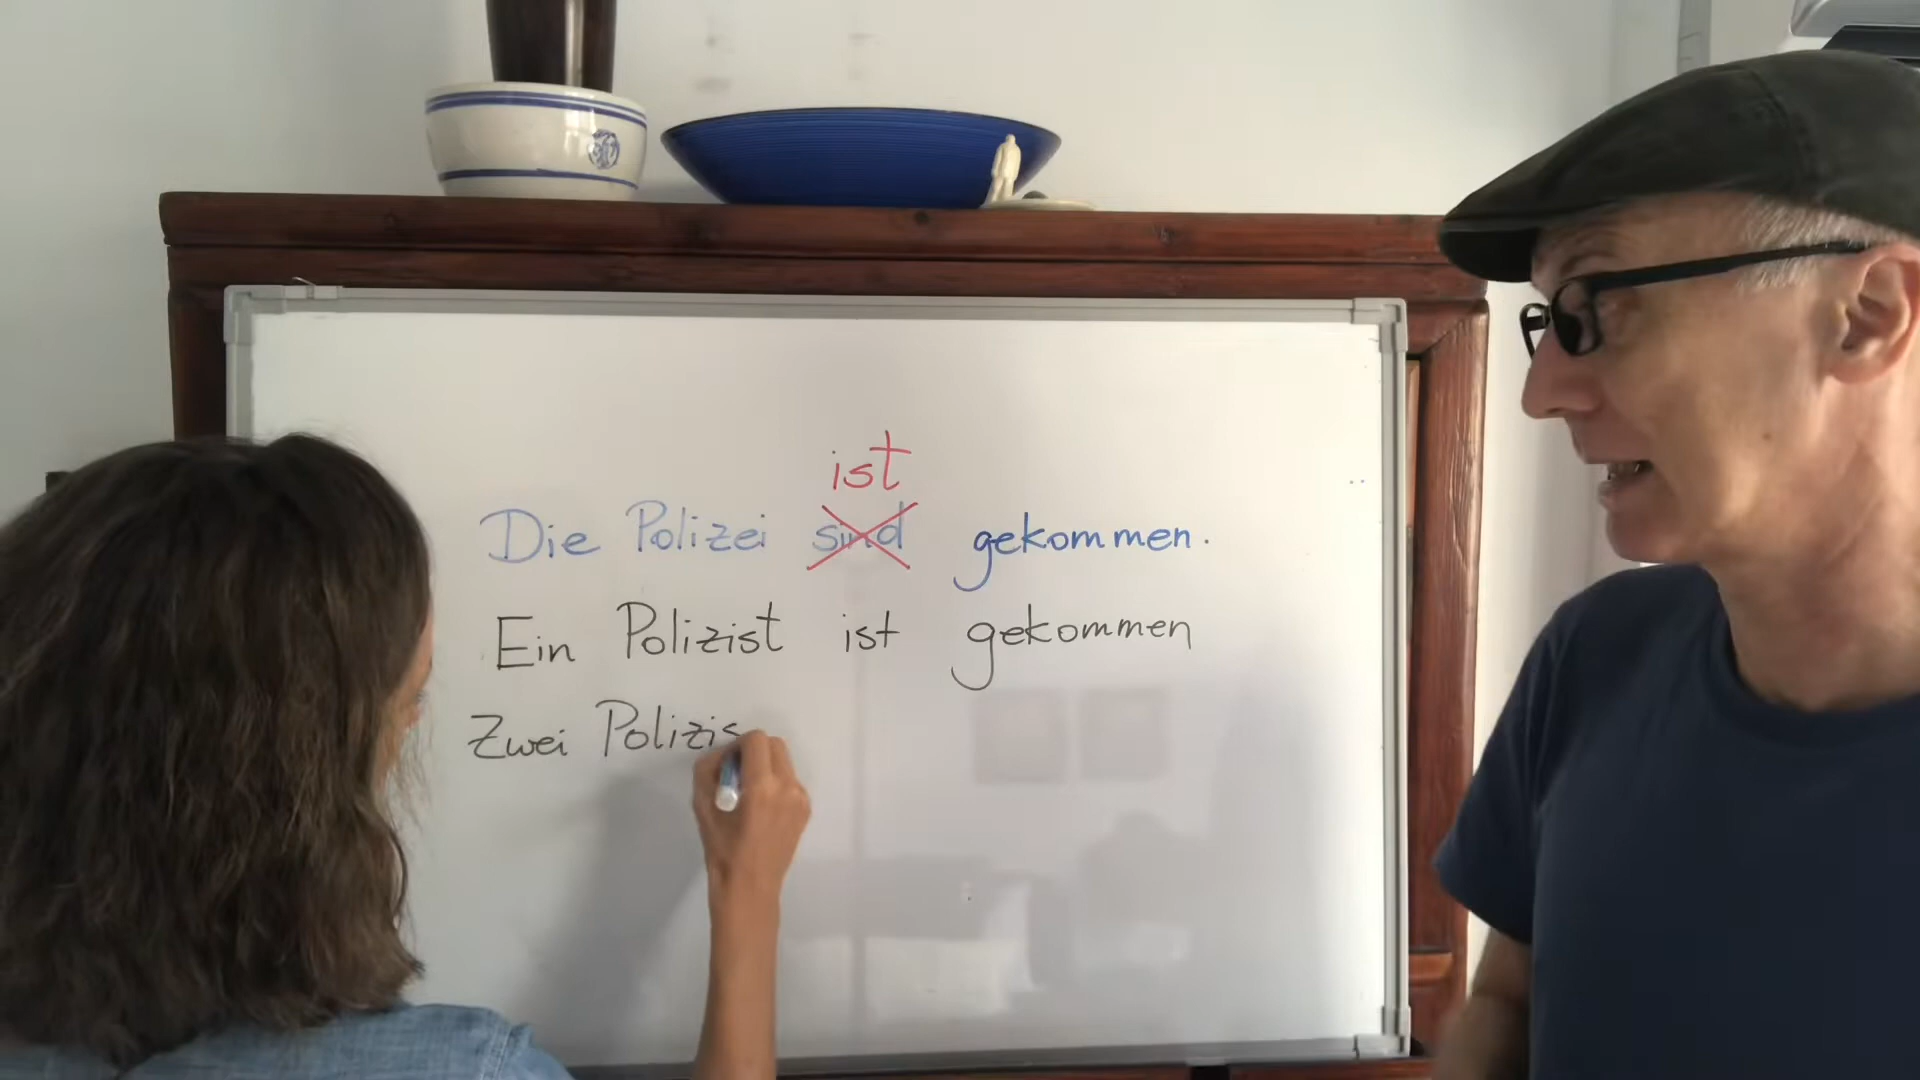 ist
Die Polizei sind gekommen.
Ein Polizist ist gekommen
Zwei Polizis